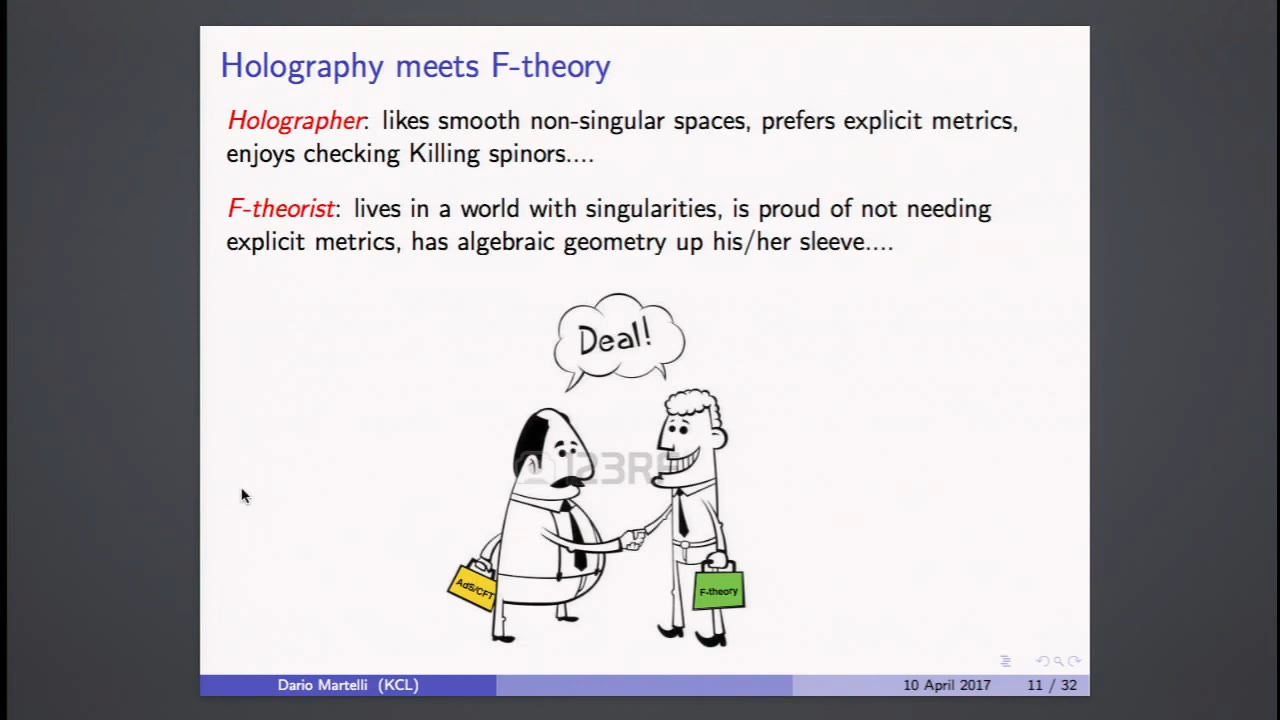 Holography meets F-theory
Holographer: likes smooth non-singular spaces, prefers explicit metrics,
enjoys checking Killing spinors....
F-theorist: lives in a world with singularities, is proud of not needing
explicit metrics, has algebraic geometry up his/her sleeve....
Deal!
123RF
AdS/CFT
F-theory
Dario Martelli (KCL)
10 April 2017
11 / 32